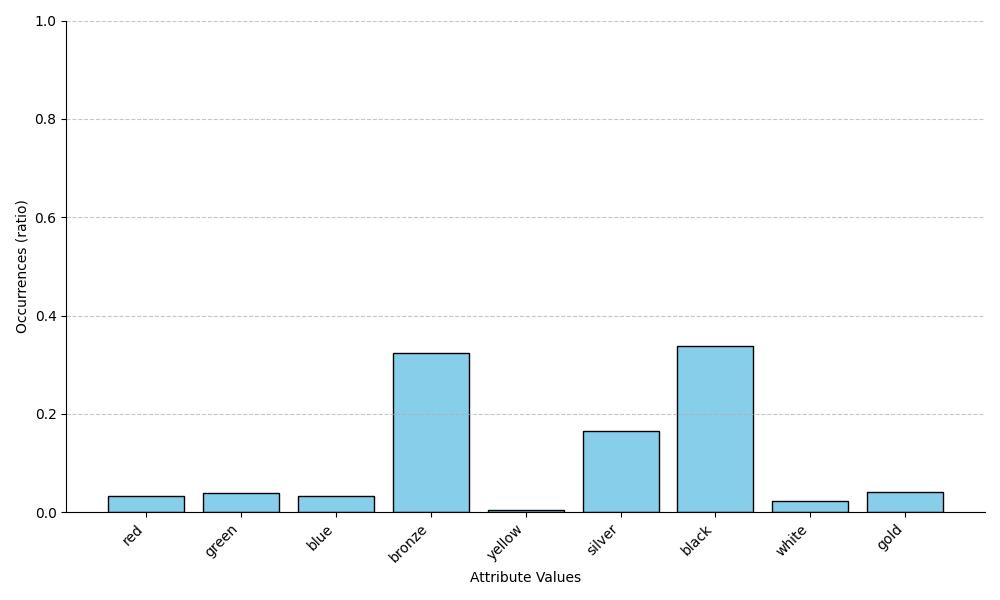 1.0
0.8
0.6
0.4
0.2
0.0
Occurrences (ratio)
red
green
blue
bronze
yellow
silver
black
white
gold
Attribute Values